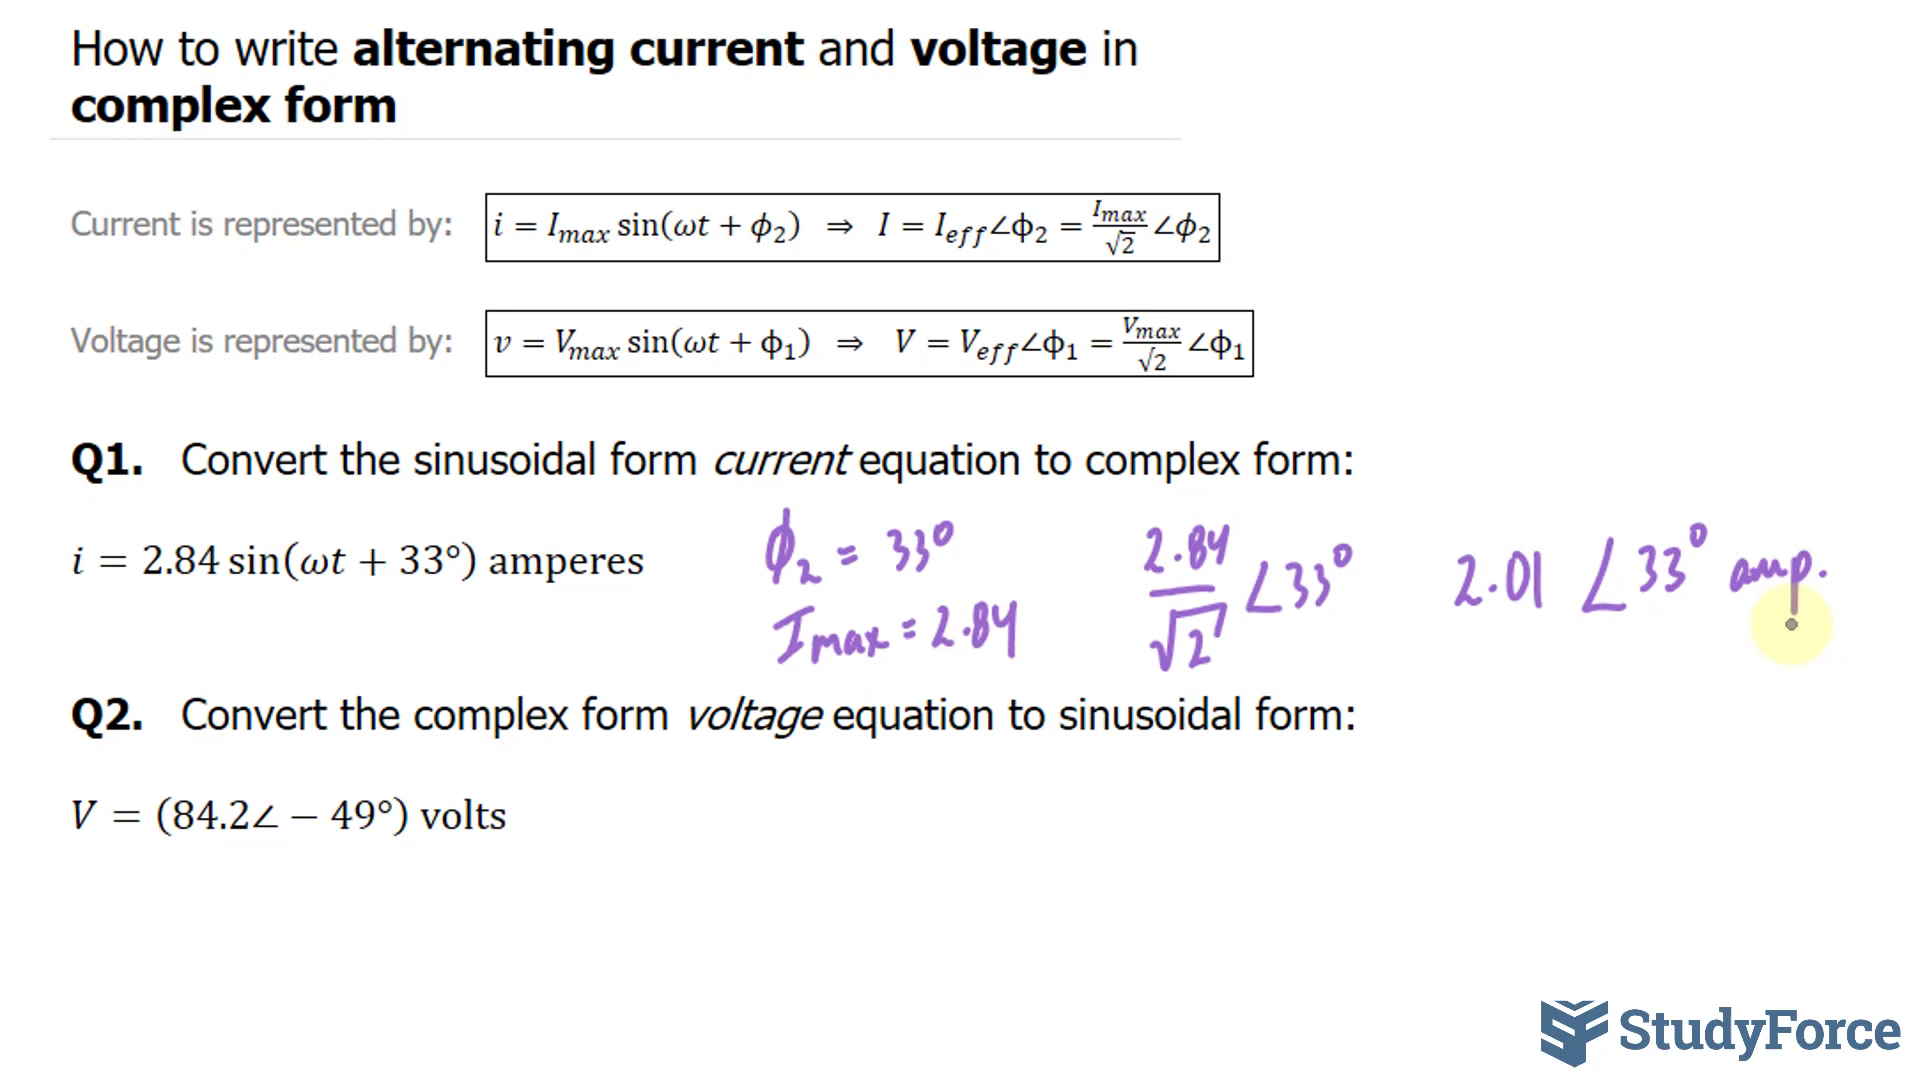 How to write alternating current and voltage in
complex form
Current is represented by: i = I_max sin(ωt + ϕ₂) ⇒ I = I_eff∠ϕ₂ = I_max/√2 ∠ϕ₂
Voltage is represented by: v = V_max sin(ωt + ϕ₁) ⇒ V = V_eff∠ϕ₁ = V_max/√2 ∠ϕ₁
Q1. Convert the sinusoidal form current equation to complex form:
i = 2.84 sin(ωt + 33°) amperes
ϕ₂ = 33°
I_max = 2.84
2.84/√2 ∠33°
2.01 ∠33° amp.
Q2. Convert the complex form voltage equation to sinusoidal form:
V = (84.2∠ − 49°) volts
StudyForce